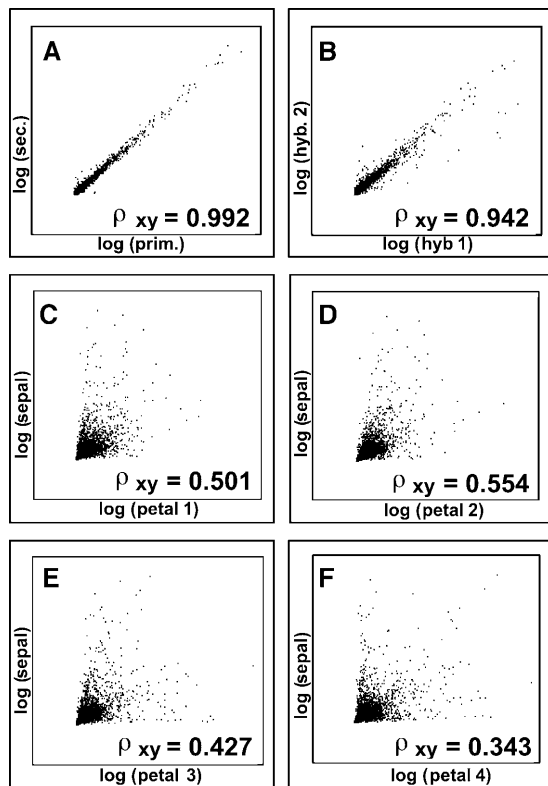 A
log (sec.)
ρ xy = 0.992
log (prim.)
B
log (hyb. 2)
ρ xy = 0.942
log (hyb 1)
C
log (sepal)
ρ xy = 0.501
log (petal 1)
D
log (sepal)
ρ xy = 0.554
log (petal 2)
E
log (sepal)
ρ xy = 0.427
log (petal 3)
F
log (sepal)
ρ xy = 0.343
log (petal 4)